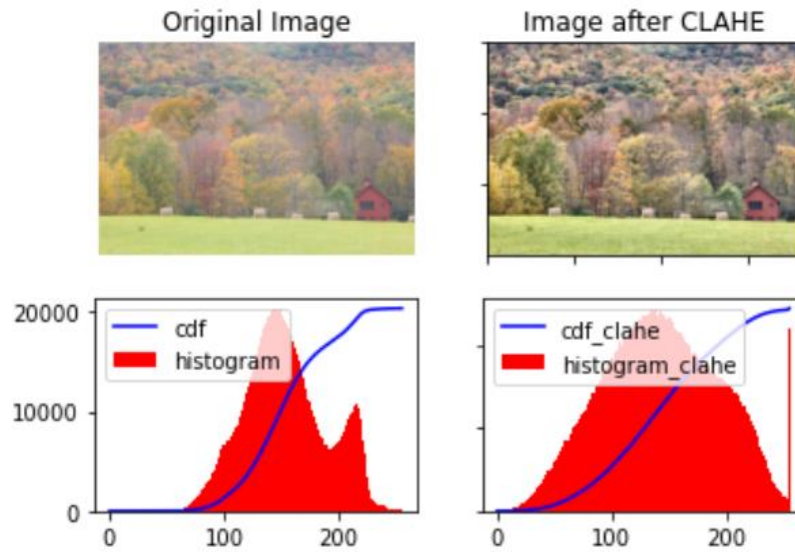 Original Image
Image after CLAHE
20000
10000
0
cdf
histogram
0 100 200
cdf_clahe
histogram_clahe
0 100 200